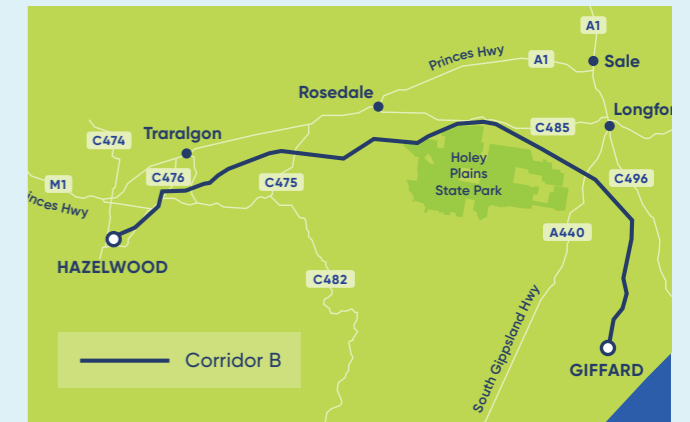 A1
Princes Hwy
A1
Sale
Rosedale
Longfor
C474
Traralgon
C485
Holey
Plains
State Park
M1
C476
C475
C496
inces Hwy
A440
HAZELWOOD
C482
South Gippsland Hwy
Corridor B
GIFFARD